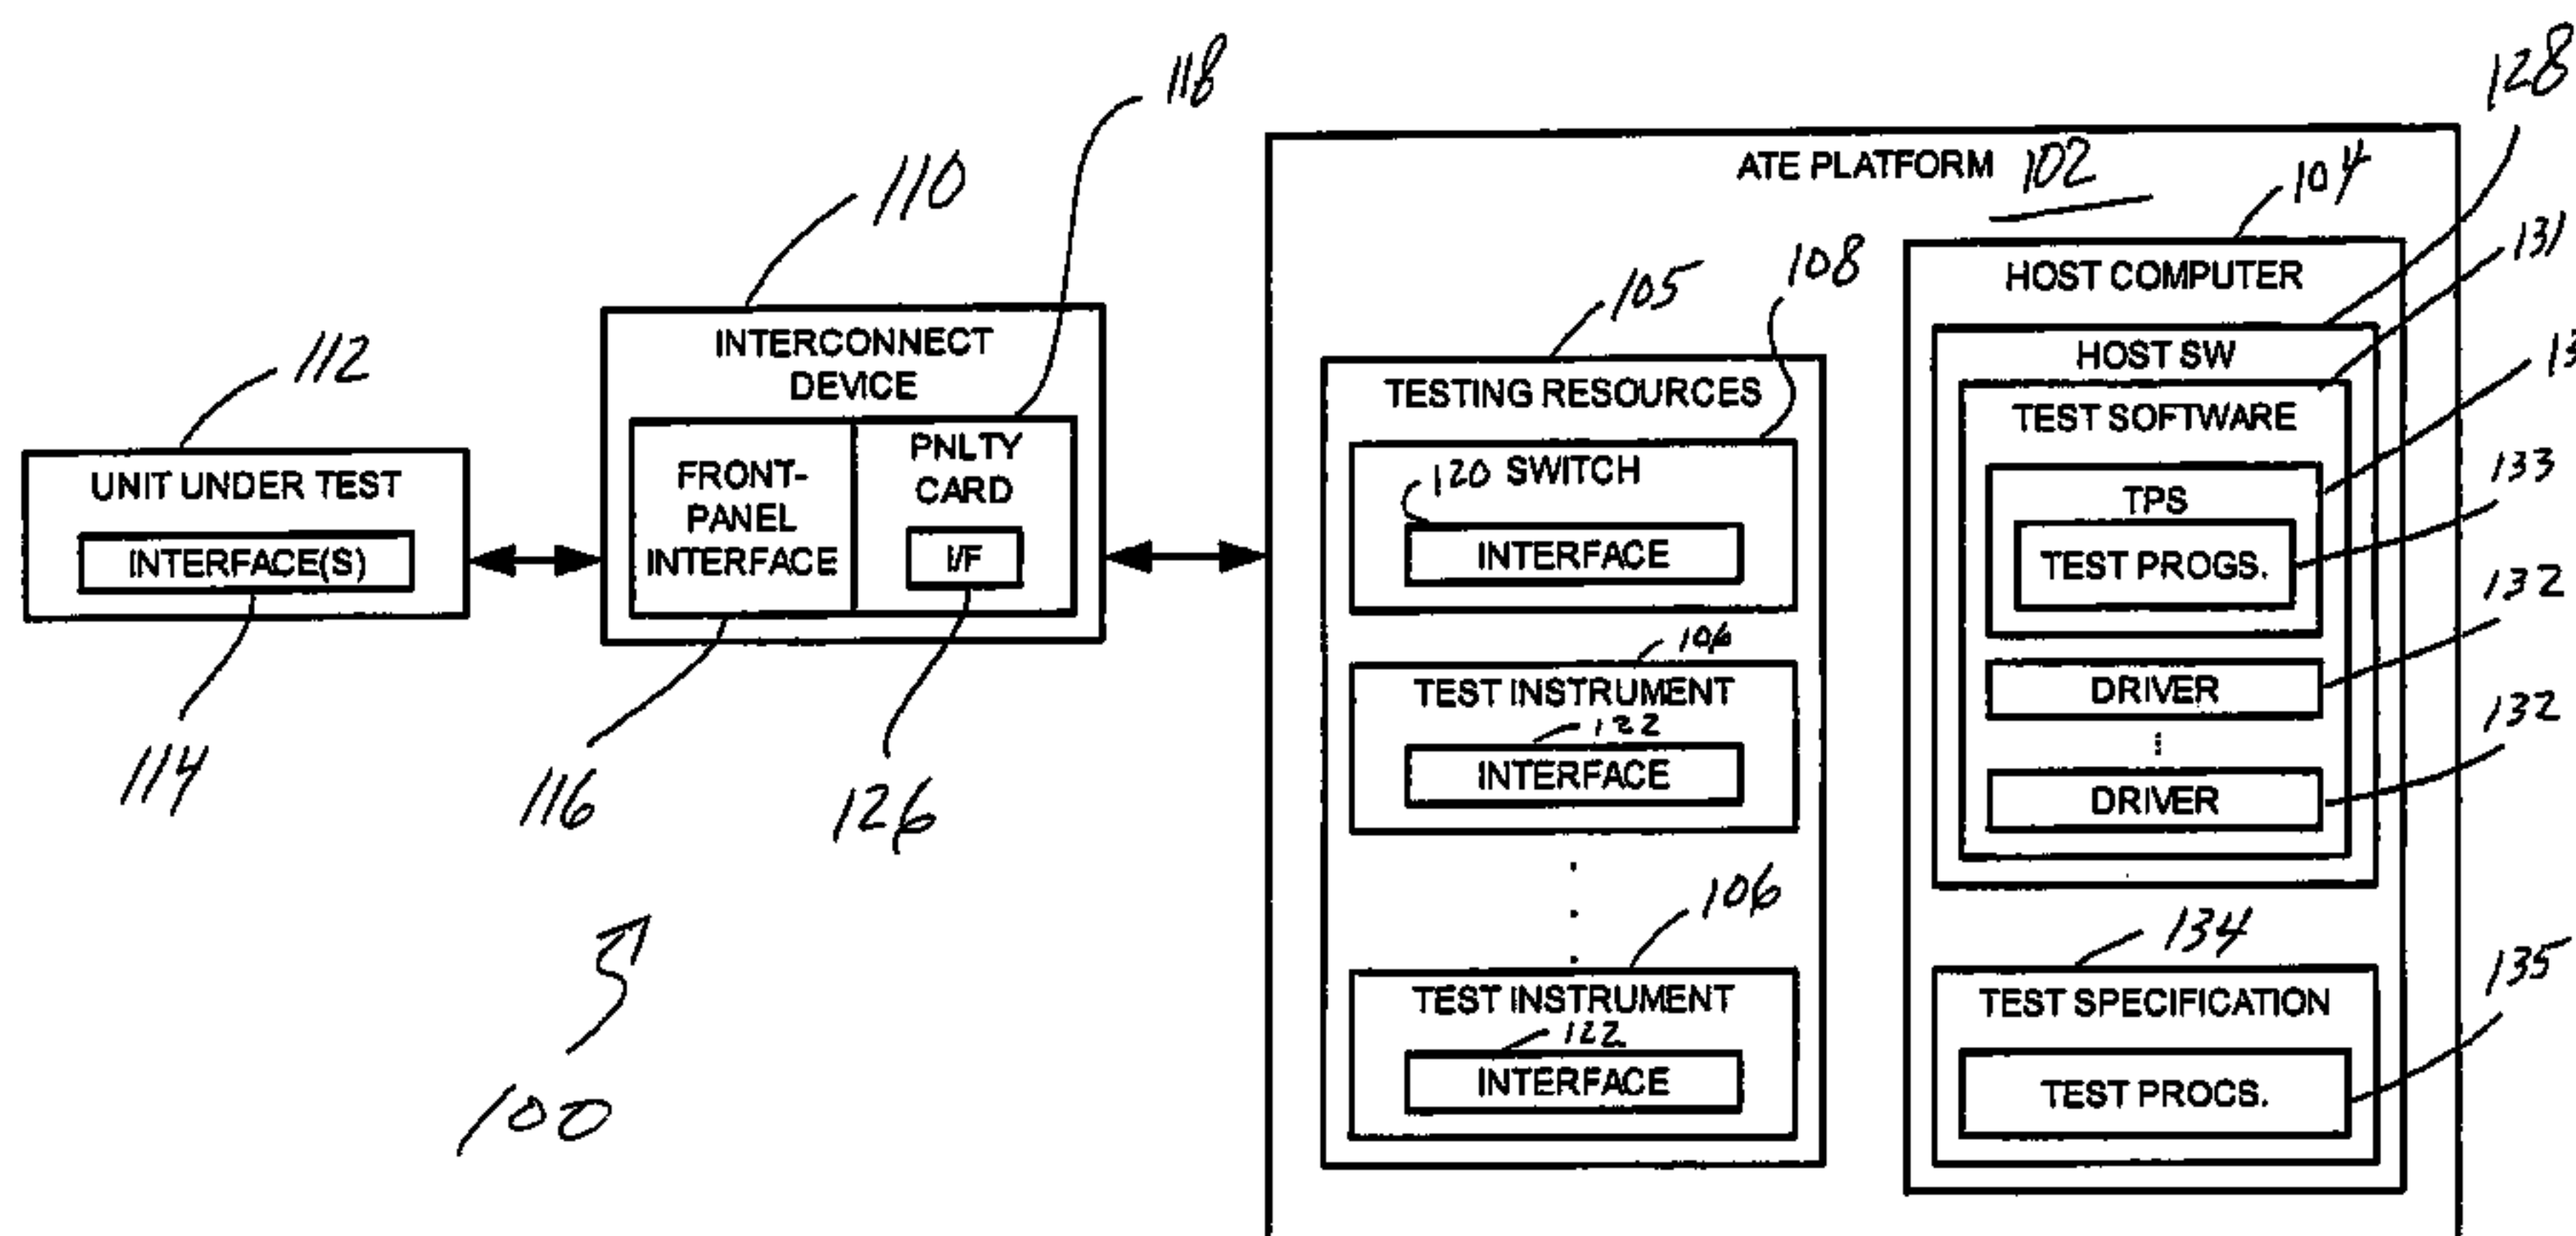 118
128
110
ATE PLATFORM 102
104
131
HOST COMPUTER
108
105
INTERCONNECT
DEVICE
HOST SW
112
TESTING RESOURCES
TEST SOFTWARE
PNLTY
CARD
FRONT-
PANEL
INTERFACE
I/F
UNIT UNDER TEST
INTERFACE(S)
120 SWITCH
INTERFACE
TPS
133
TEST PROGS.
132
106
TEST INSTRUMENT
122
INTERFACE
DRIVER
132
DRIVER
114
116
126
106
TEST INSTRUMENT
122
INTERFACE
134
TEST SPECIFICATION
135
TEST PROCS.
100